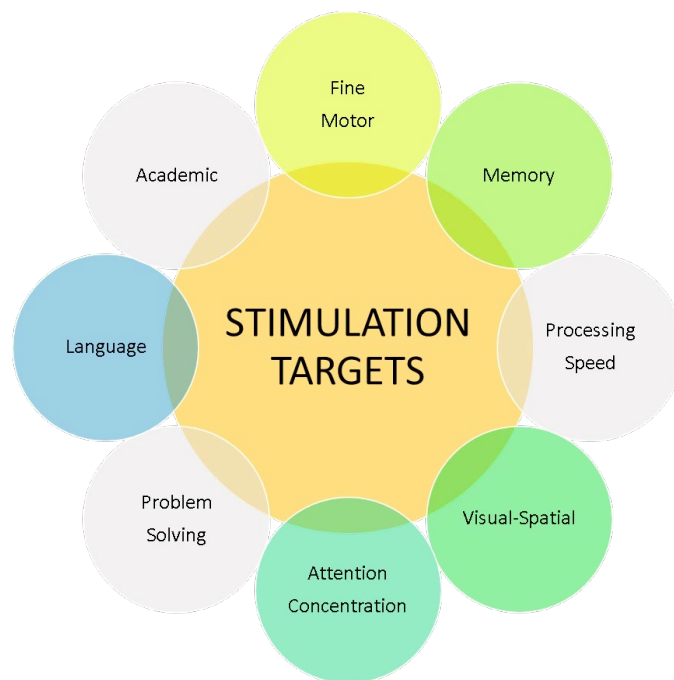 Fine
Motor
Memory
Processing
Speed
Visual-Spatial
Attention
Concentration
Problem
Solving
Language
Academic
STIMULATION
TARGETS